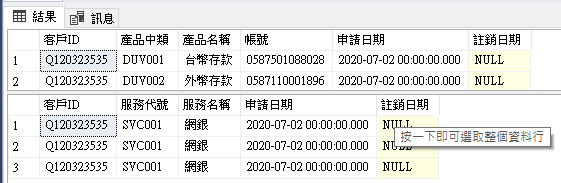 結果 訊息
客戶ID 產品中類 產品名稱 帳號 申請日期 註銷日期
1 Q120323535 DUV001 台幣存款 0587501088028 2020-07-02 00:00:00.000 NULL
2 Q120323535 DUV002 外幣存款 0587110001896 2020-07-02 00:00:00.000 NULL
客戶ID 服務代號 服務名稱 申請日期 註銷日期
1 Q120323535 SVC001 網銀 2020-07-02 00:00:00.000 NULL
按一下即可選取整個資料行
2 Q120323535 SVC001 網銀 2020-07-02 00:00:00.000 NULL
3 Q120323535 SVC001 網銀 2020-07-02 00:00:00.000 NULL